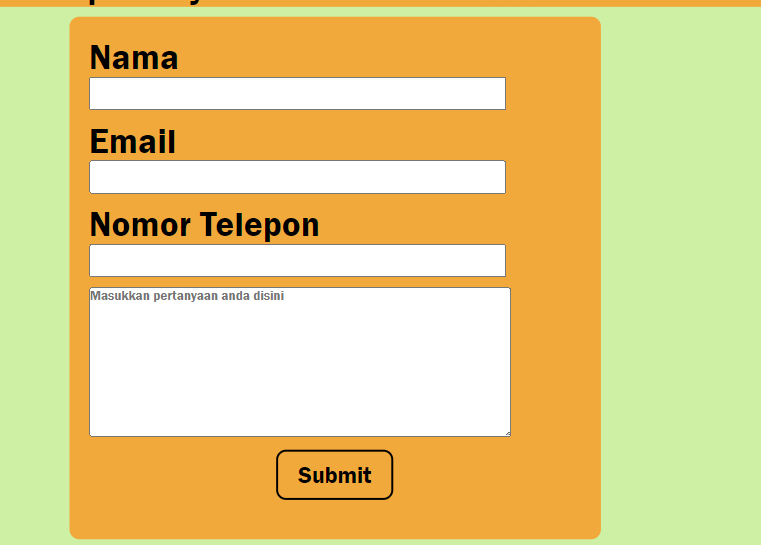 Nama
Email
Nomor Telepon
Masukkan pertanyaan anda disini
Submit